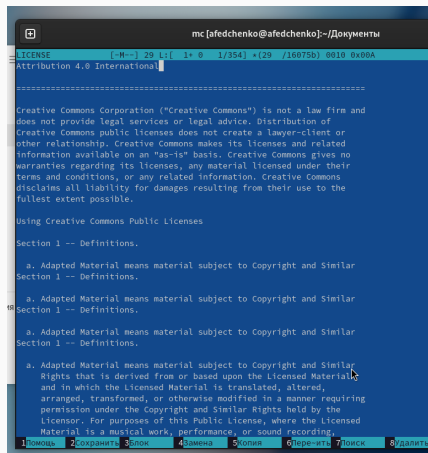 mc [afedchenko@afedchenko]:~/Документы
LICENSE [-M--] 29 L:[ 1+ 0 1/354] *(29 /16075b) 0010 0x00A
Attribution 4.0 International
=======================================================================
Creative Commons Corporation ("Creative Commons") is not a law firm and
does not provide legal services or legal advice. Distribution of
Creative Commons public licenses does not create a lawyer-client or
other relationship. Creative Commons makes its licenses and related
information available on an "as-is" basis. Creative Commons gives no
warranties regarding its licenses, any material licensed under their
terms and conditions, or any related information. Creative Commons
disclaims all liability for damages resulting from their use to the
fullest extent possible.
Using Creative Commons Public Licenses
Section 1 -- Definitions.
a. Adapted Material means material subject to Copyright and Similar
Section 1 -- Definitions.
a. Adapted Material means material subject to Copyright and Similar
Section 1 -- Definitions.
a. Adapted Material means material subject to Copyright and Similar
Section 1 -- Definitions.
a. Adapted Material means material subject to Copyright and Similar
Rights that is derived from or based upon the Licensed Material
and in which the Licensed Material is translated, altered,
arranged, transformed, or otherwise modified in a manner requiring
permission under the Copyright and Similar Rights held by the
Licensor. For purposes of this Public License, where the Licensed
Material is a musical work, performance, or sound recording,
1Помощь 2Сохранить 3Блок 4Замена 5Копия 6Пере~ить 7Поиск 8Удалить